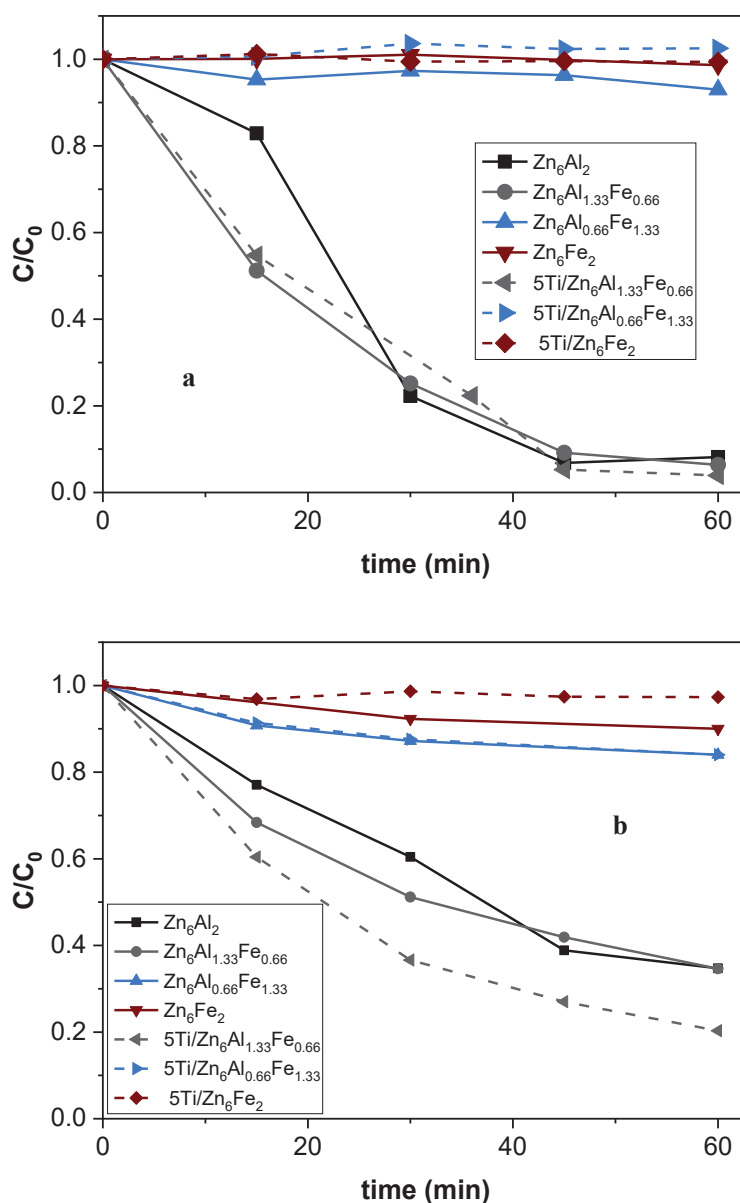 1.0
0.8
0.6
0.4
0.2
0.0
C/C₀
Zn₆Al₂
Zn₆Al₁.₃₃Fe₀.₆₆
Zn₆Al₀.₆₆Fe₁.₃₃
Zn₆Fe₂
5Ti/Zn₆Al₁.₃₃Fe₀.₆₆
5Ti/Zn₆Al₀.₆₆Fe₁.₃₃
5Ti/Zn₆Fe₂
a
0 20 40 60
time (min)
1.0
0.8
0.6
0.4
0.2
0.0
C/C₀
b
Zn₆Al₂
Zn₆Al₁.₃₃Fe₀.₆₆
Zn₆Al₀.₆₆Fe₁.₃₃
Zn₆Fe₂
5Ti/Zn₆Al₁.₃₃Fe₀.₆₆
5Ti/Zn₆Al₀.₆₆Fe₁.₃₃
5Ti/Zn₆Fe₂
0 20 40 60
time (min)